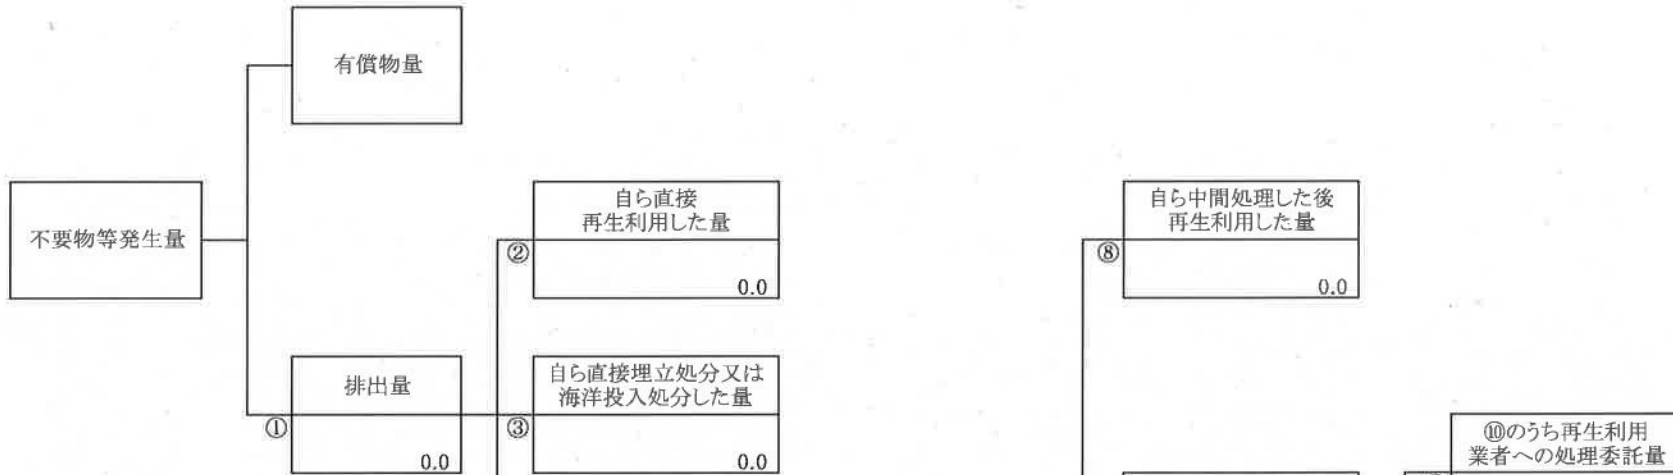 有償物量
不要物等発生量
自ら直接
再生利用した量
②
0.0
自ら中間処理した後
再生利用した量
⑧
0.0
排出量
①
0.0
自ら直接埋立処分又は
海洋投入処分した量
③
0.0
⑩のうち再生利用
業者への処理委託量